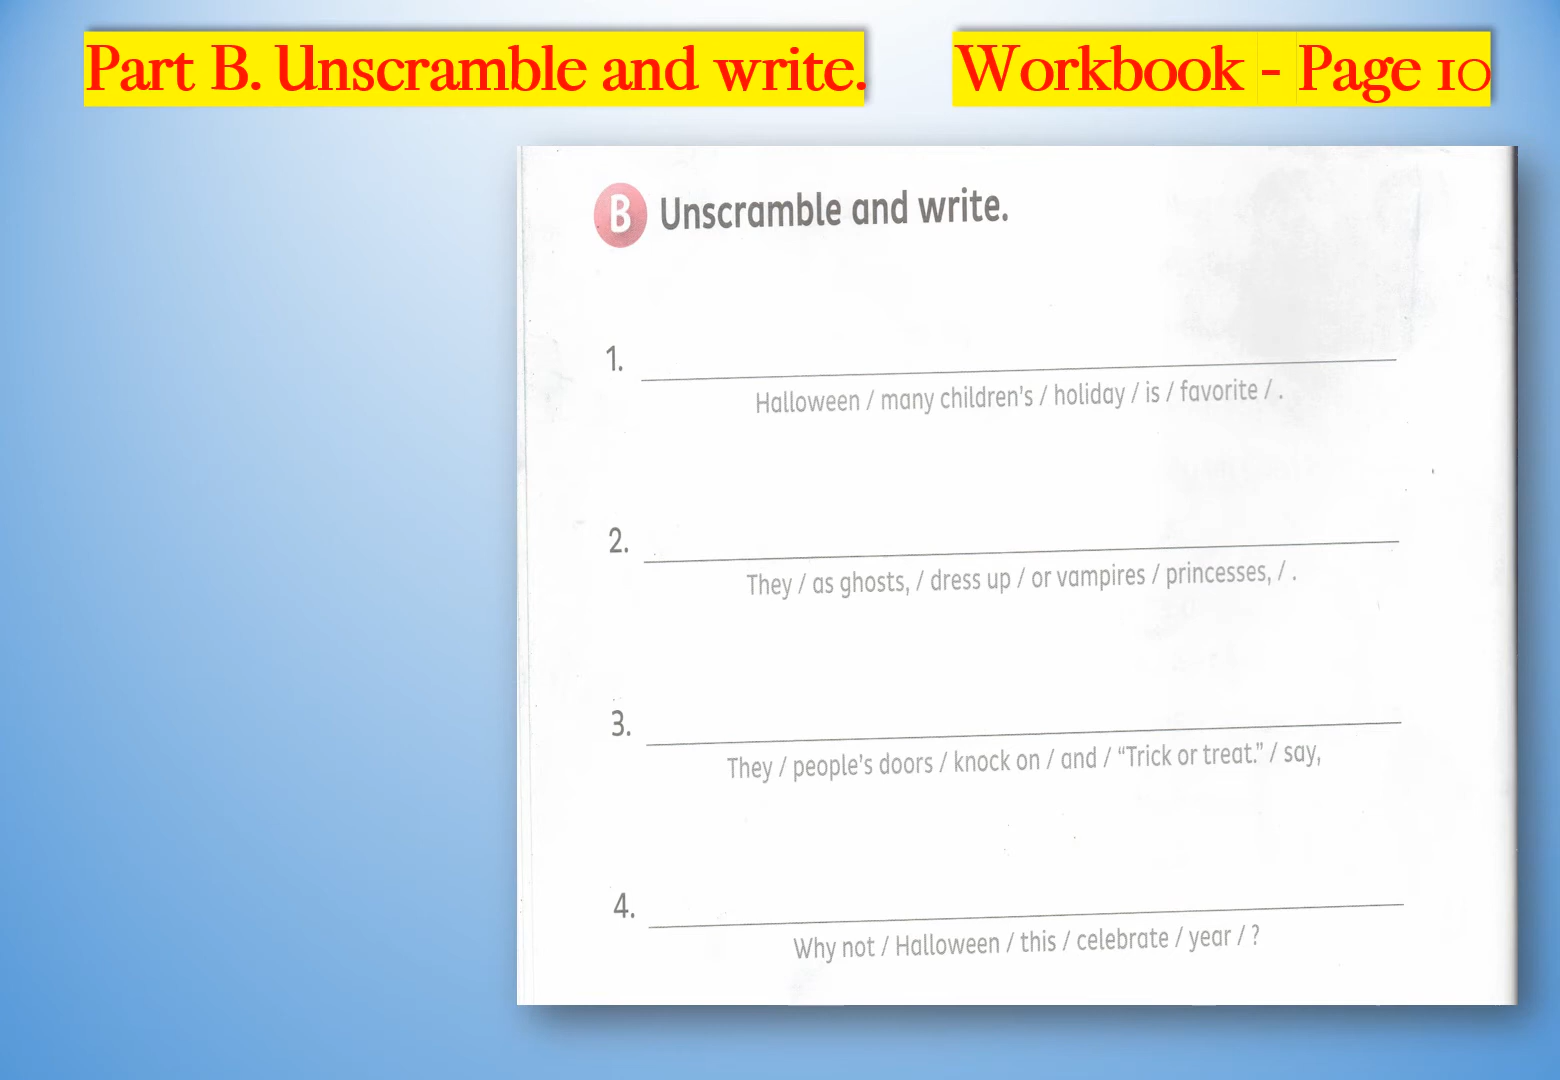 Part B. Unscramble and write. Workbook - Page 10
B Unscramble and write.
1.
Halloween / many children's / holiday / is / favorite / .
2.
They / as ghosts, / dress up / or vampires / princesses, / .
3.
They / people's doors / knock on / and / “Trick or treat.” / say,
4.
Why not / Halloween / this / celebrate / year / ?